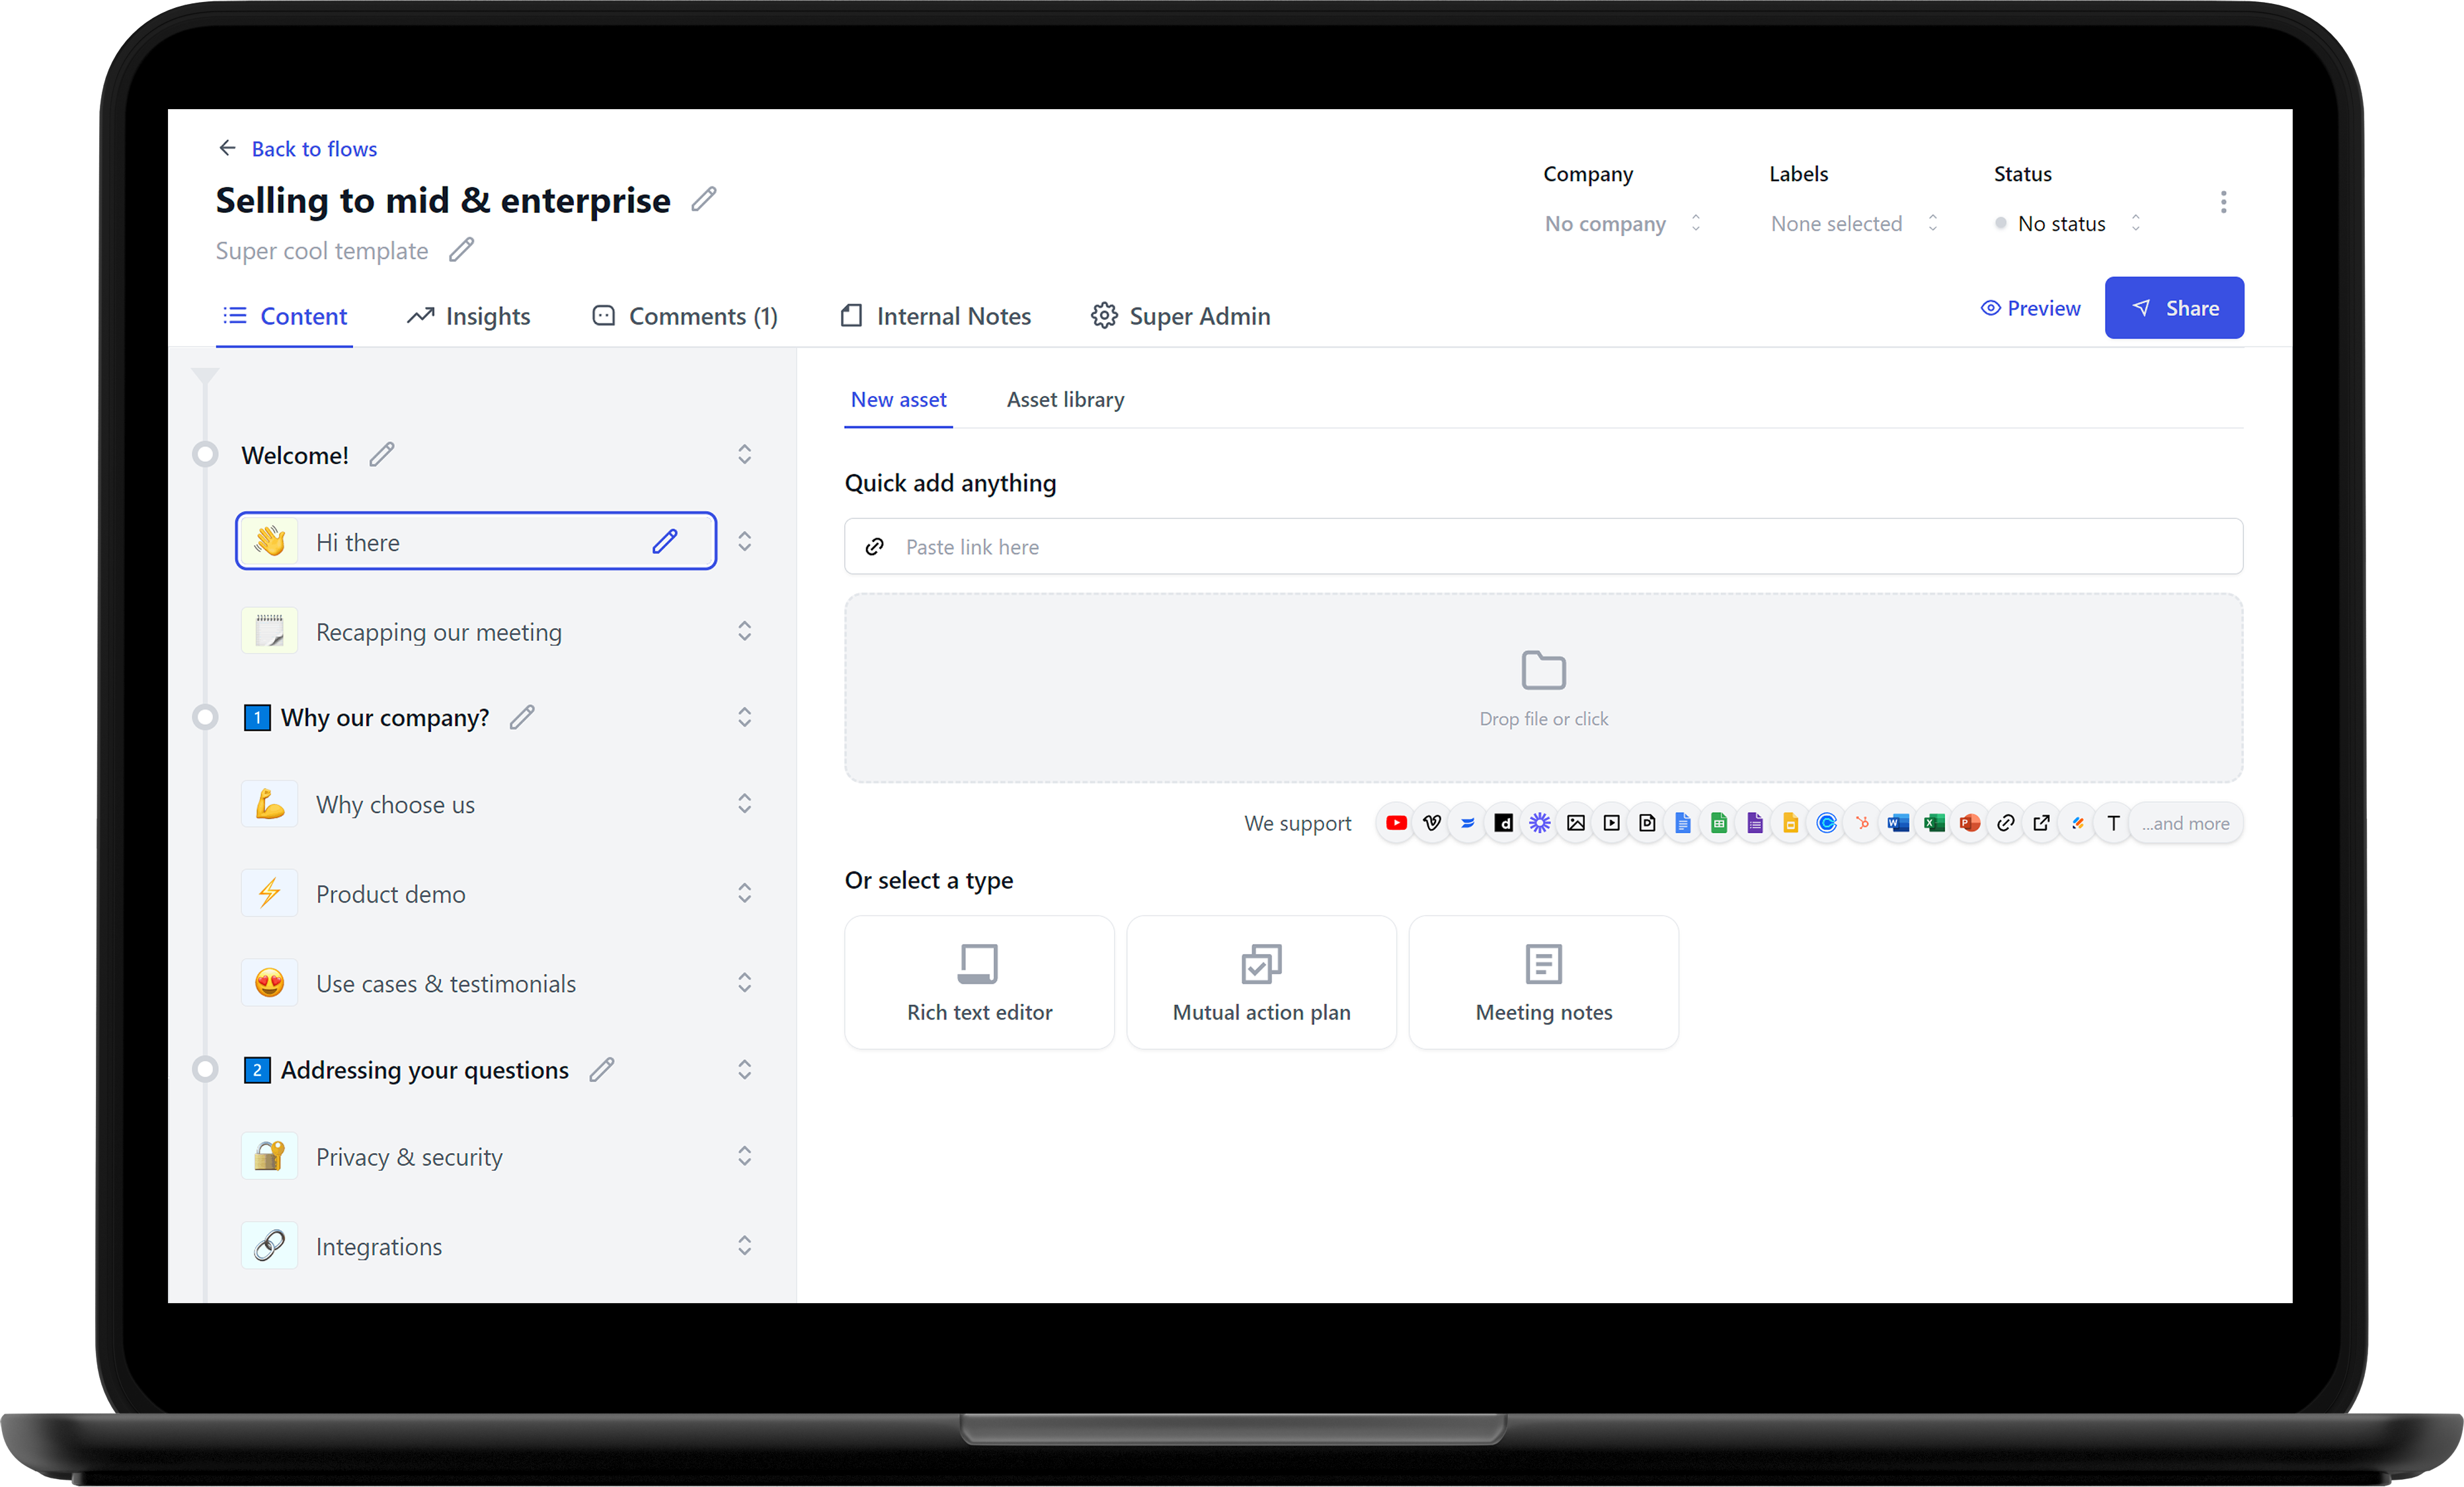 Back to flows
Selling to mid & enterprise
Super cool template
Company
No company
Labels
None selected
Status
No status
Content
Insights
Comments (1)
Internal Notes
Super Admin
Preview
Share
Welcome!
Hi there
Recapping our meeting
1 Why our company?
Why choose us
Product demo
Use cases & testimonials
2 Addressing your questions
Privacy & security
Integrations
New asset
Asset library
Quick add anything
Paste link here
Drop file or click
We support
...and more
Or select a type
Rich text editor
Mutual action plan
Meeting notes